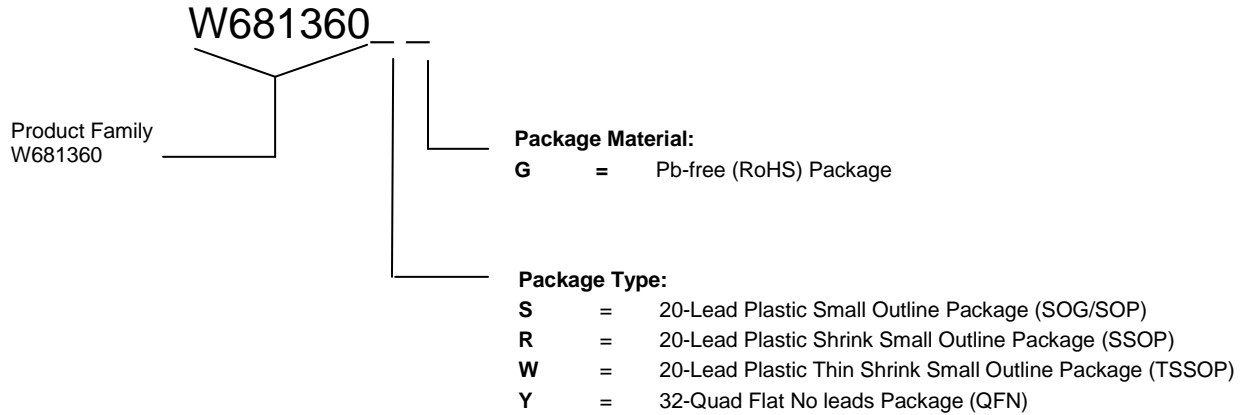 W681360_ _
Product Family
W681360
Package Material:
G = Pb-free (RoHS) Package
Package Type:
S = 20-Lead Plastic Small Outline Package (SOG/SOP)
R = 20-Lead Plastic Shrink Small Outline Package (SSOP)
W = 20-Lead Plastic Thin Shrink Small Outline Package (TSSOP)
Y = 32-Quad Flat No leads Package (QFN)